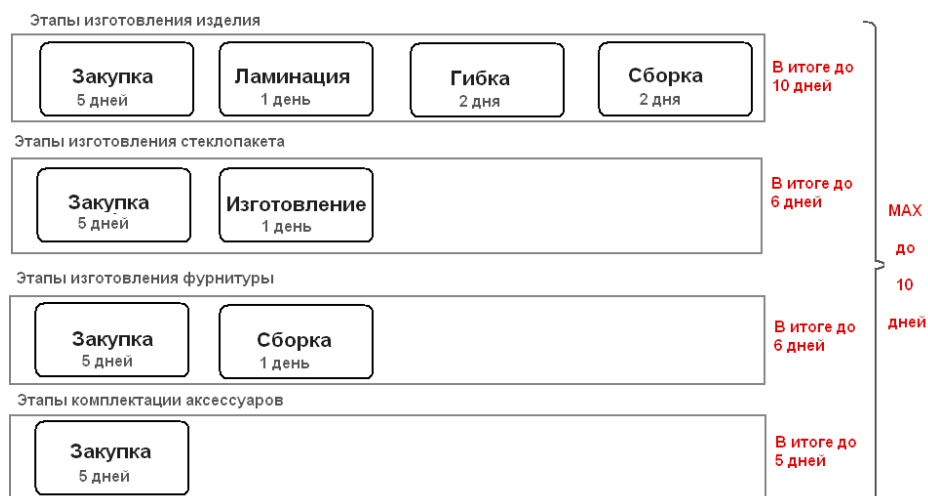 Этапы изготовления изделия
Закупка
5 дней
Ламинация
1 день
Гибка
2 дня
Сборка
2 дня
В итоге до
10 дней
Этапы изготовления стеклопакета
Закупка
5 дней
Изготовление
1 день
В итоге до
6 дней
Этапы изготовления фурнитуры
Закупка
5 дней
Сборка
1 день
В итоге до
6 дней
Этапы комплектации аксессуаров
Закупка
5 дней
В итоге до
5 дней
MAX
до
10
дней